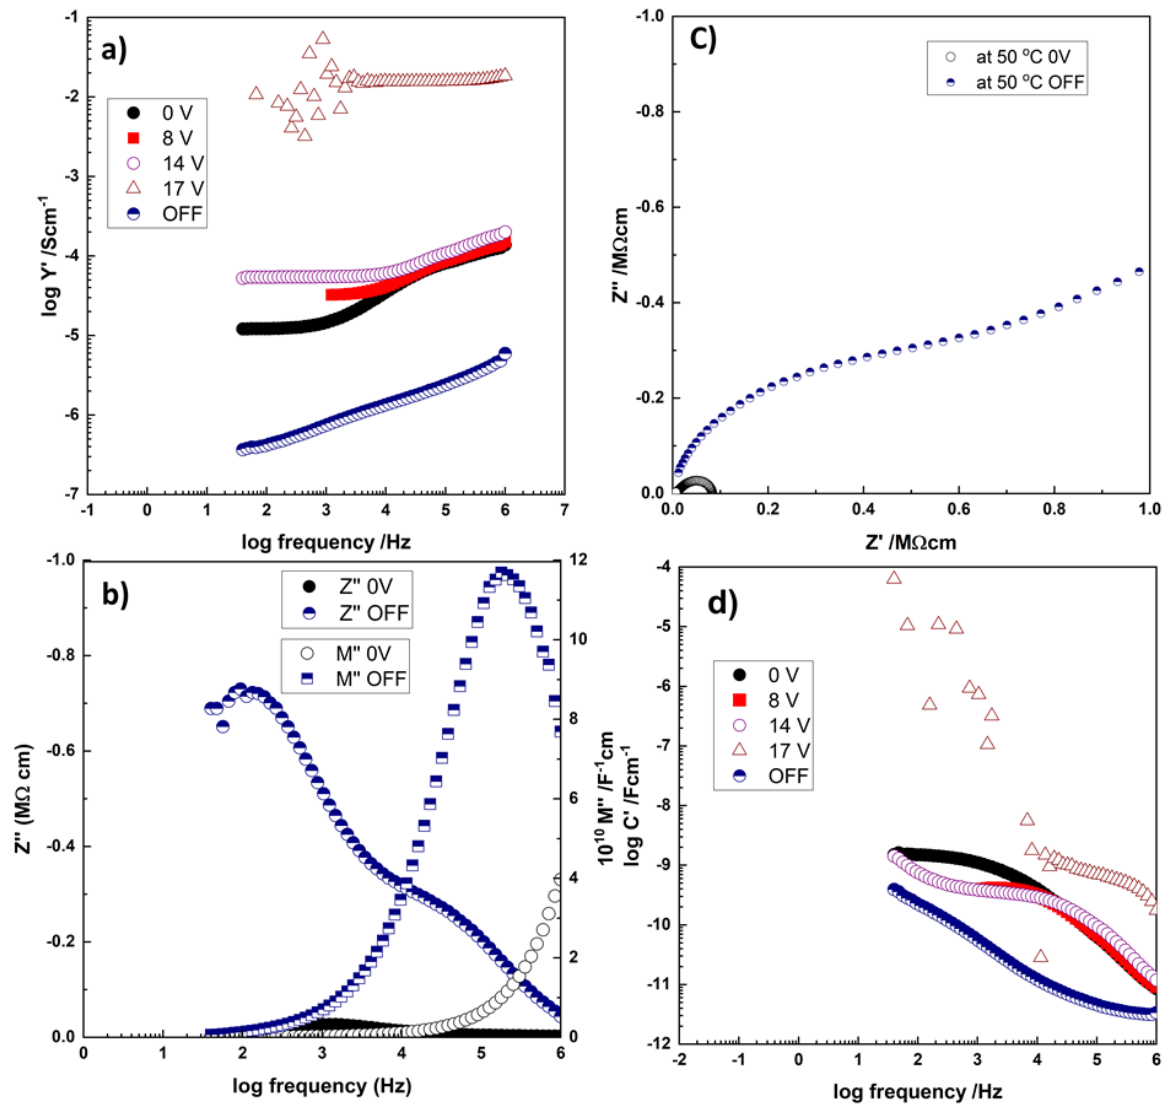 a)
-1
-2
-3
-4
-5
-6
-7
log Y' /Scm-1
0 V
8 V
14 V
17 V
OFF
-1 0 1 2 3 4 5 6 7
log frequency /Hz
C)
-1.0
-0.8
-0.6
-0.4
-0.2
0.0
Z" /MΩcm
at 50 °C 0V
at 50 °C OFF
0.0 0.2 0.4 0.6 0.8 1.0
Z' /MΩcm
b)
-1.0
-0.8
-0.6
-0.4
-0.2
0.0
Z" (MΩ cm)
Z" 0V
Z" OFF
M" 0V
M" OFF
12
10
8
6
4
2
0
10^10 M" /F-1cm
0 1 2 3 4 5 6
log frequency (Hz)
d)
-4
-5
-6
-7
-8
-9
-10
-11
-12
log C' /Fcm-1
0 V
8 V
14 V
17 V
OFF
-2 -1 0 1 2 3 4 5 6
log frequency /Hz